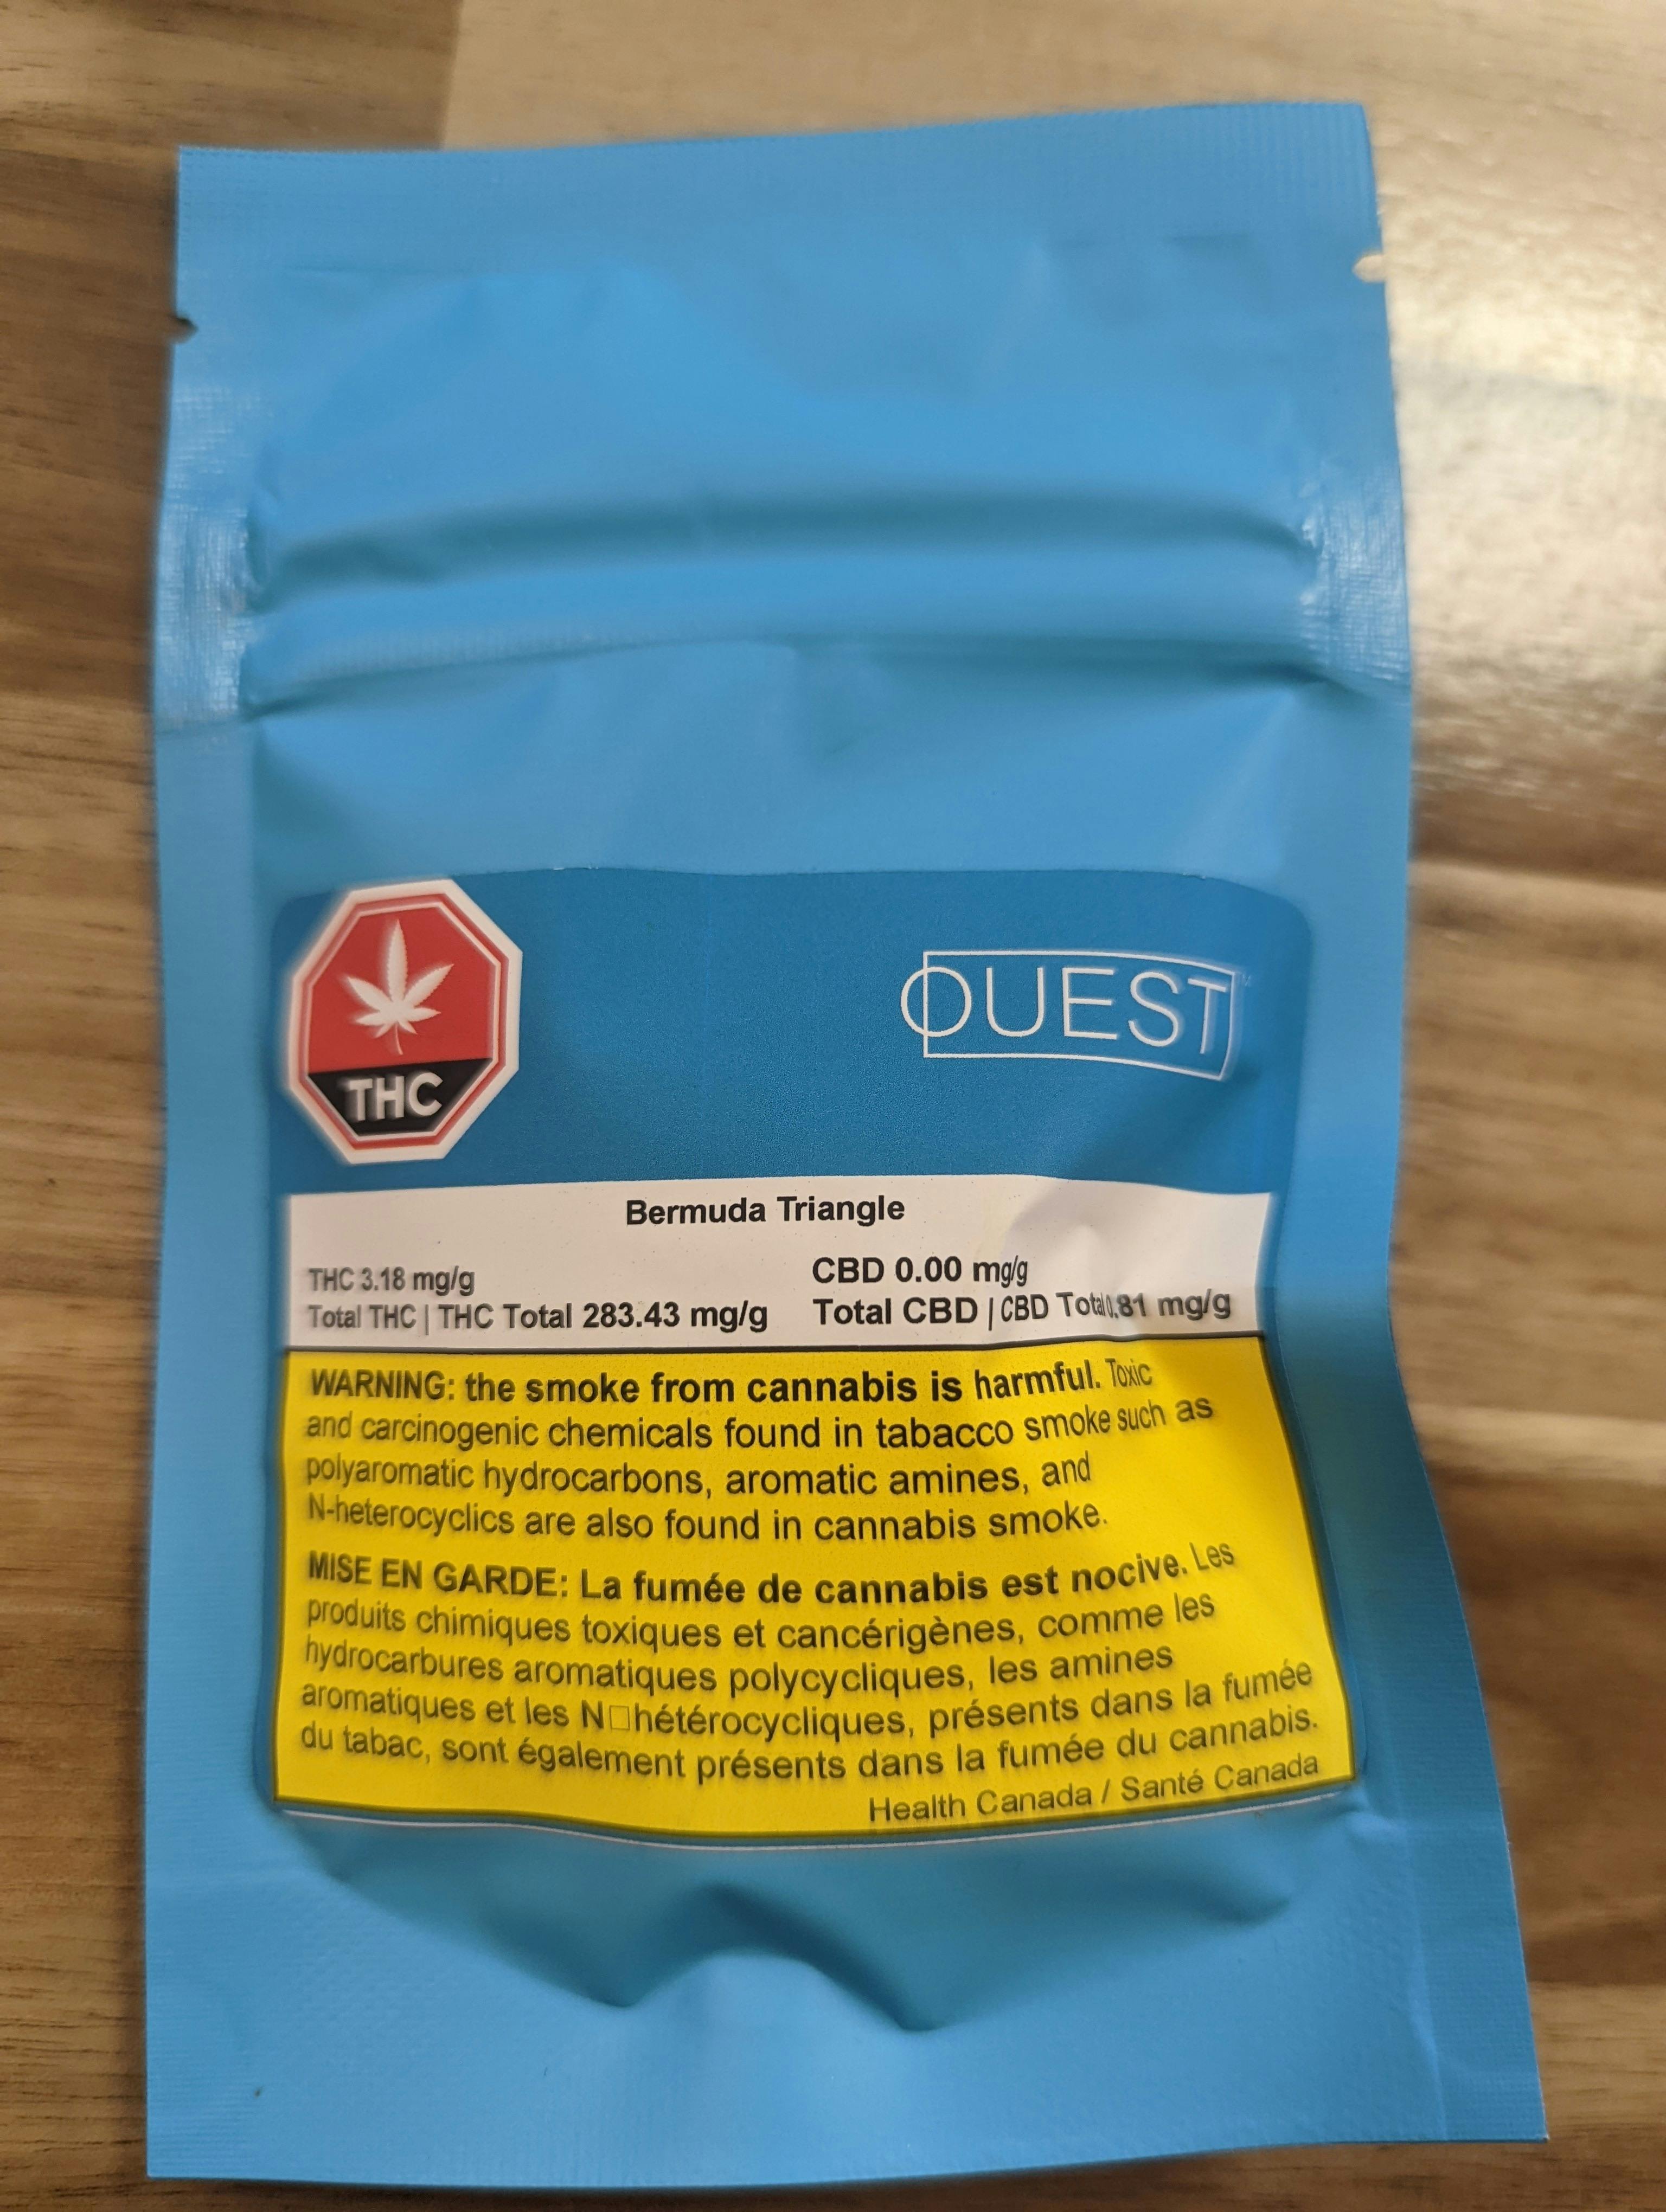 THC
QUEST
Bermuda Triangle
THC 3.18 mg/g
CBD 0.00 mg/g
Total THC | THC Total 283.43 mg/g
Total CBD | CBD Total 0.81 mg/g
WARNING: the smoke from cannabis is harmful. Toxic
and carcinogenic chemicals found in tabacco smoke such as
polyaromatic hydrocarbons, aromatic amines, and
N-heterocyclics are also found in cannabis smoke.
MISE EN GARDE: La fumée de cannabis est nocive. Les
produits chimiques toxiques et cancérigènes, comme les
hydrocarbures aromatiques polycycliques, les amines
aromatiques et les N□hétérocycliques, présents dans la fumée
du tabac, sont également présents dans la fumée du cannabis.
Health Canada / Santé Canada